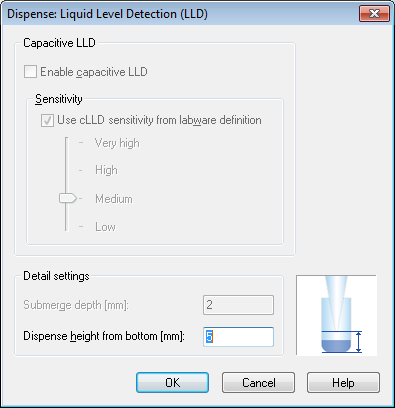 Dispense: Liquid Level Detection (LLD)
Capacitive LLD
Enable capacitive LLD
Sensitivity
Use cLLD sensitivity from labware definition
Very high
High
Medium
Low
Detail settings
Submerge depth [mm]: 2
Dispense height from bottom [mm]: 5
OK Cancel Help